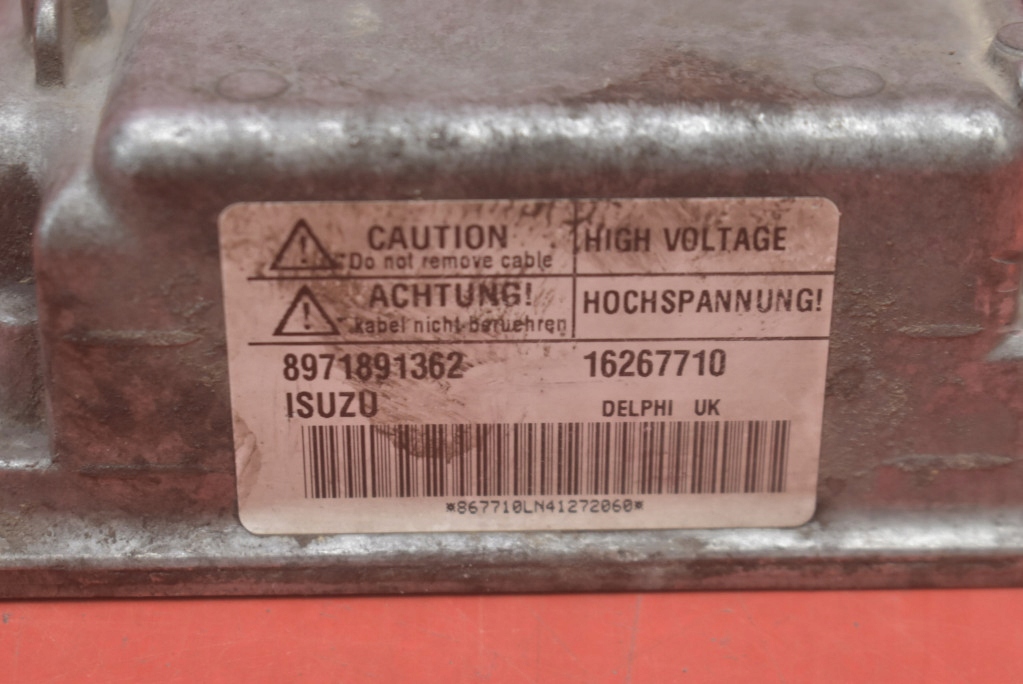 CAUTION HIGH VOLTAGE
Do not remove cable
ACHTUNG! HOCHSPANNUNG!
kabel nicht beruehren
8971891362 16267710
ISUZU DELPHI UK
*867710LN41272060*